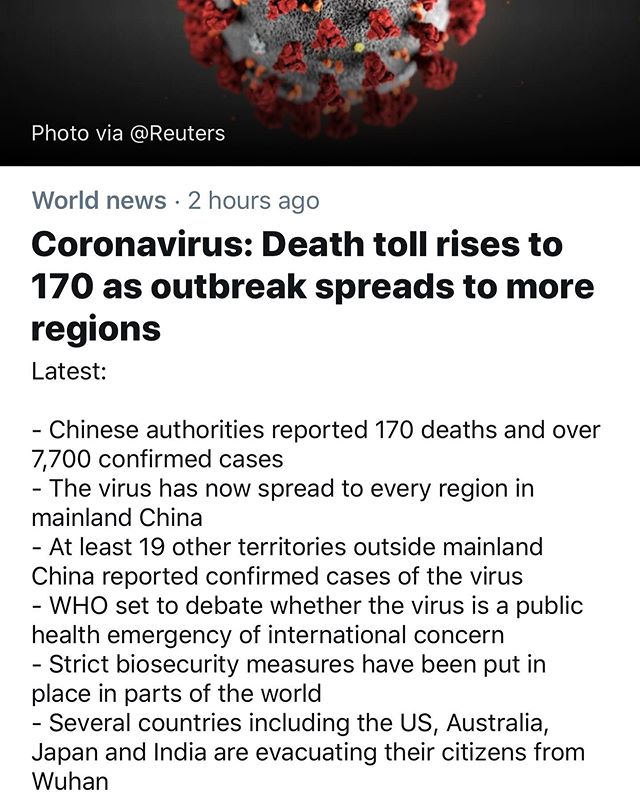 Photo via @Reuters
World news · 2 hours ago
Coronavirus: Death toll rises to
170 as outbreak spreads to more
regions
Latest:
- Chinese authorities reported 170 deaths and over
7,700 confirmed cases
- The virus has now spread to every region in
mainland China
- At least 19 other territories outside mainland
China reported confirmed cases of the virus
- WHO set to debate whether the virus is a public
health emergency of international concern
- Strict biosecurity measures have been put in
place in parts of the world
- Several countries including the US, Australia,
Japan and India are evacuating their citizens from
Wuhan